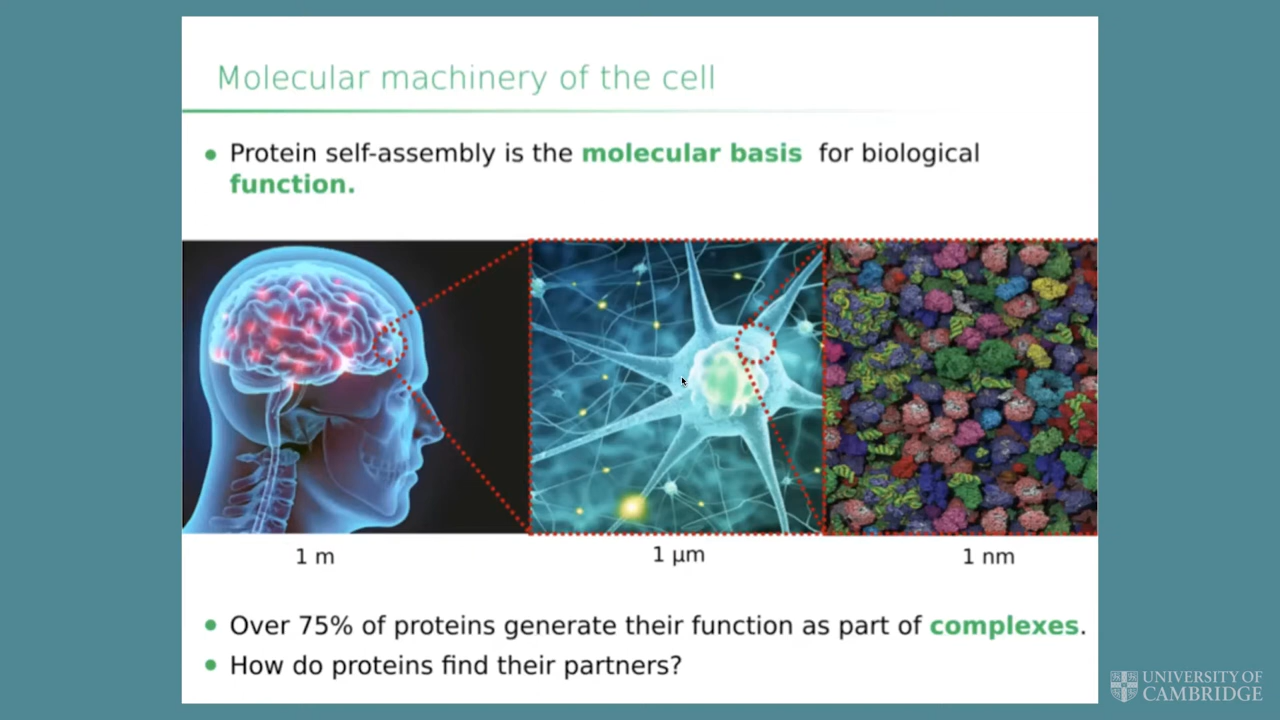 Molecular machinery of the cell
Protein self-assembly is the molecular basis for biological
function.
1 m
1 µm
1 nm
Over 75% of proteins generate their function as part of complexes.
How do proteins find their partners?
UNIVERSITY OF
CAMBRIDGE